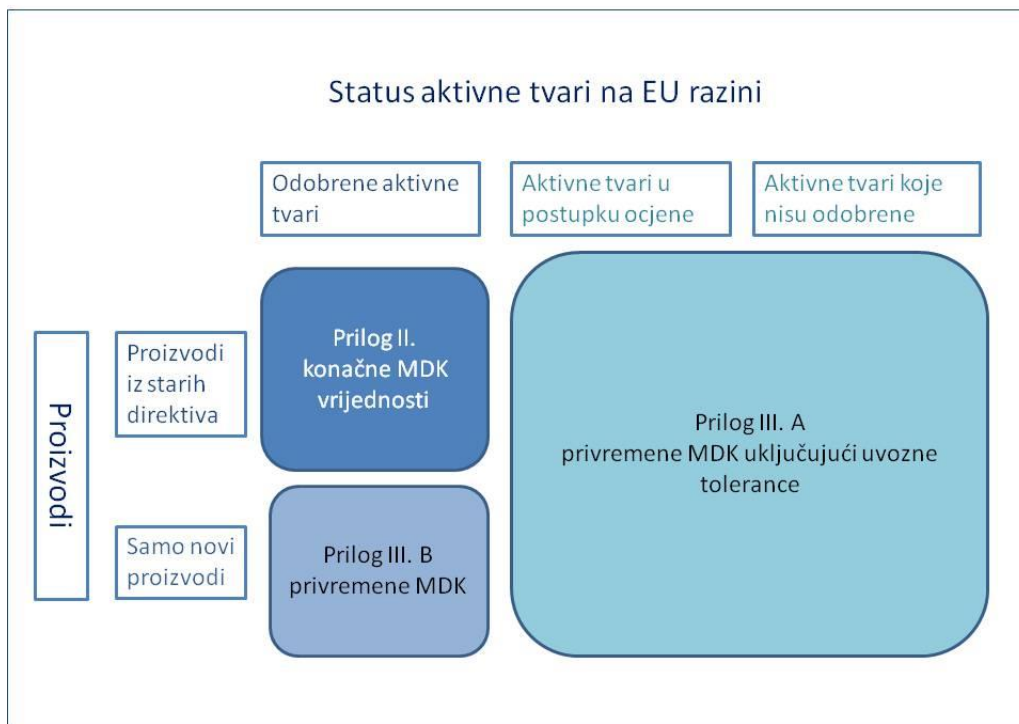 Status aktivne tvari na EU razini
Odobrene aktivne
tvari
Aktivne tvari u
postupku ocjene
Aktivne tvari koje
nisu odobrene
Proizvodi
Proizvodi
iz starih
direktiva
Prilog II.
konačne MDK
vrijednosti
Prilog III. A
privremene MDK uključujući uvozne
tolerance
Samo novi
proizvodi
Prilog III. B
privremene MDK